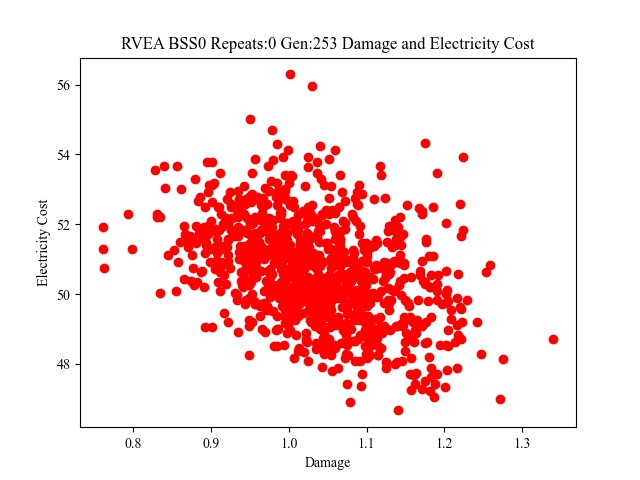 RVEA BSS0 Repeats:0 Gen:253 Damage and Electricity Cost
56
54
52
50
48
Electricity Cost
0.8 0.9 1.0 1.1 1.2 1.3
Damage